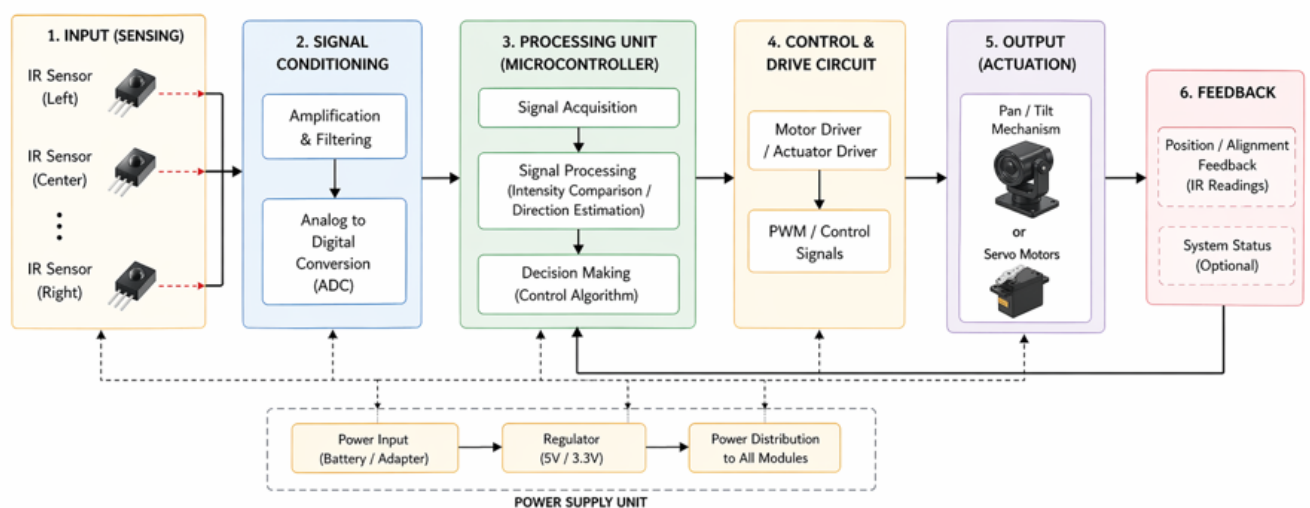 1. INPUT (SENSING)
IR Sensor
(Left)
IR Sensor
(Center)
IR Sensor
(Right)
2. SIGNAL
CONDITIONING
Amplification
& Filtering
Analog to
Digital
Conversion
(ADC)
3. PROCESSING UNIT
(MICROCONTROLLER)
Signal Acquisition
Signal Processing
(Intensity Comparison /
Direction Estimation)
Decision Making
(Control Algorithm)
4. CONTROL &
DRIVE CIRCUIT
Motor Driver
/ Actuator Driver
PWM / Control
Signals
5. OUTPUT
(ACTUATION)
Pan / Tilt
Mechanism
or
Servo Motors
6. FEEDBACK
Position / Alignment
Feedback
(IR Readings)
System Status
(Optional)
Power Input
(Battery / Adapter)
Regulator
(5V / 3.3V)
Power Distribution
to All Modules
POWER SUPPLY UNIT